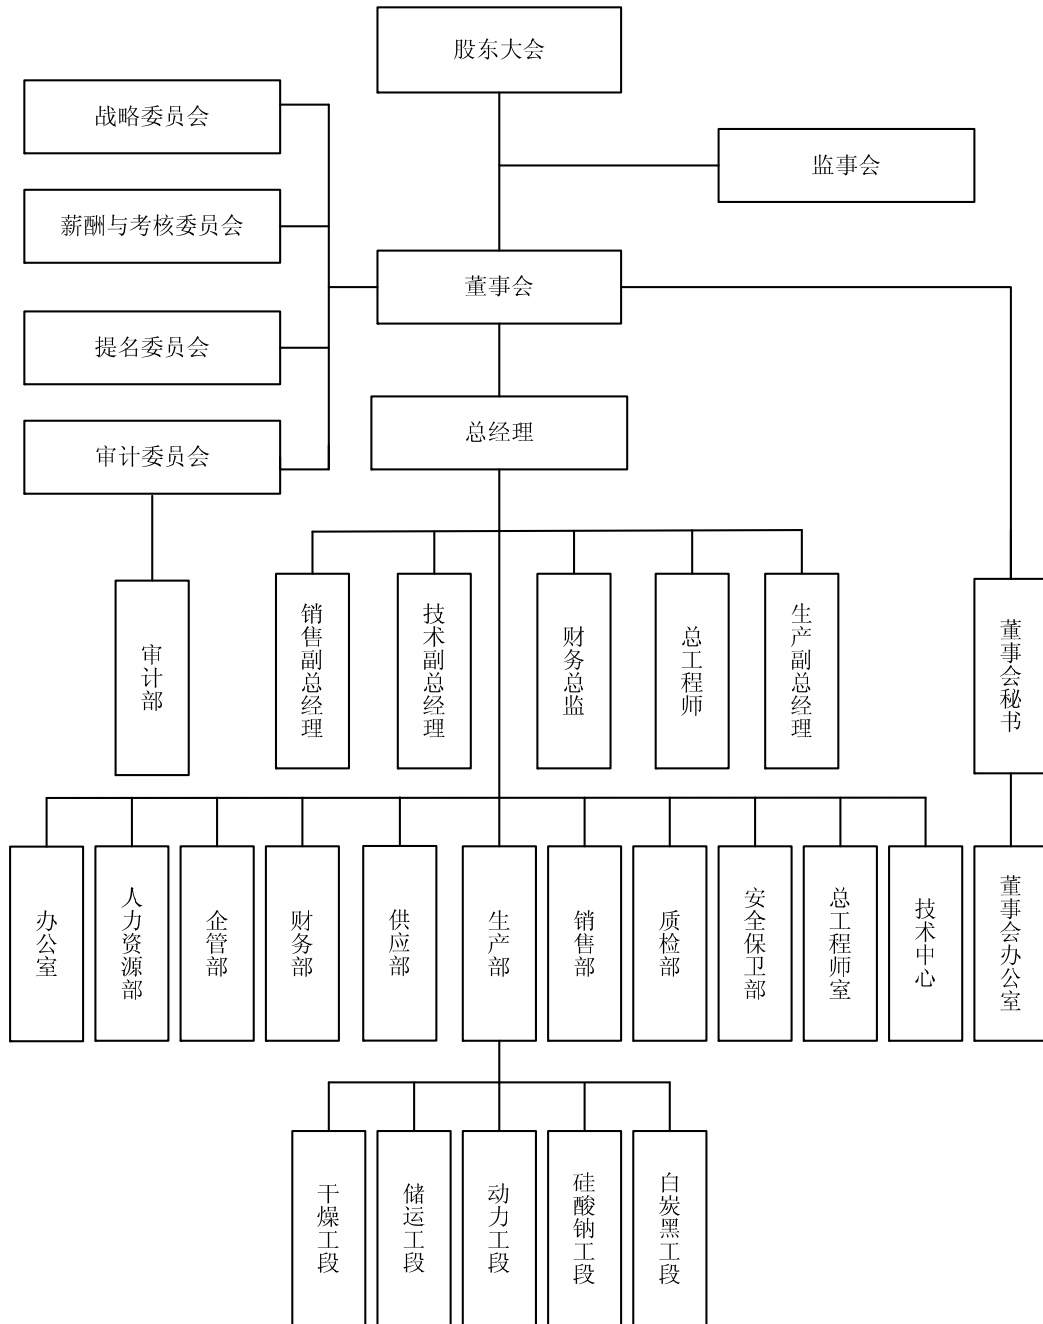 股东大会
战略委员会
监事会
薪酬与考核委员会
董事会
提名委员会
总经理
审计委员会
审计部
销售副总经理
技术副总经理
财务总监
总工程师
生产副总经理
董事会秘书
办公室
人力资源部
企管部
财务部
供应部
生产部
销售部
质检部
安全保卫部
总工程师室
技术中心
董事会办公室
干燥工段
储运工段
动力工段
硅酸钠工段
白炭黑工段